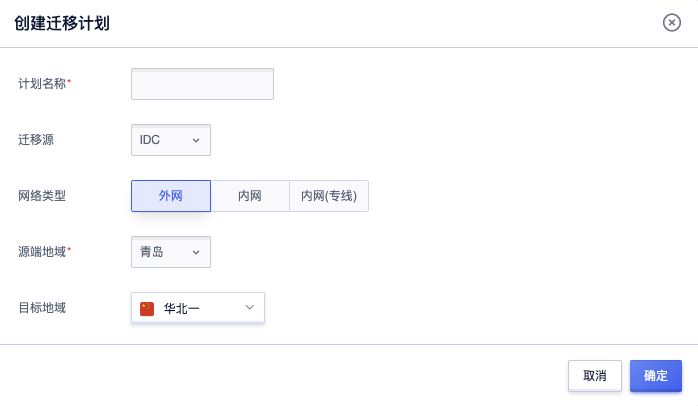 创建迁移计划
计划名称*
迁移源 IDC
网络类型 外网 内网 内网(专线)
源端地域* 青岛
目标地域 华北一
取消 确定